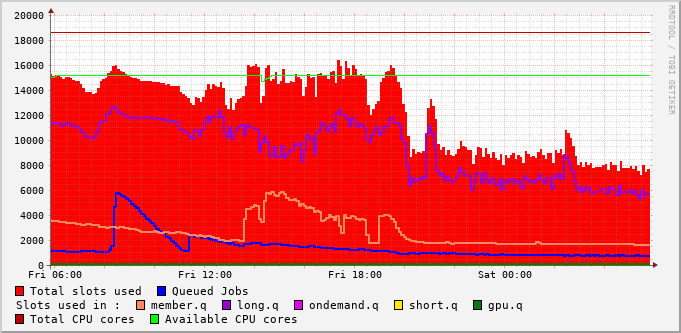 20000
18000
16000
14000
12000
10000
8000
6000
4000
2000
0
Fri 06:00 Fri 12:00 Fri 18:00 Sat 00:00
RRDTOOL / TOBI OETIKER
Total slots used Queued Jobs
Slots used in : member.q long.q ondemand.q short.q gpu.q
Total CPU cores Available CPU cores